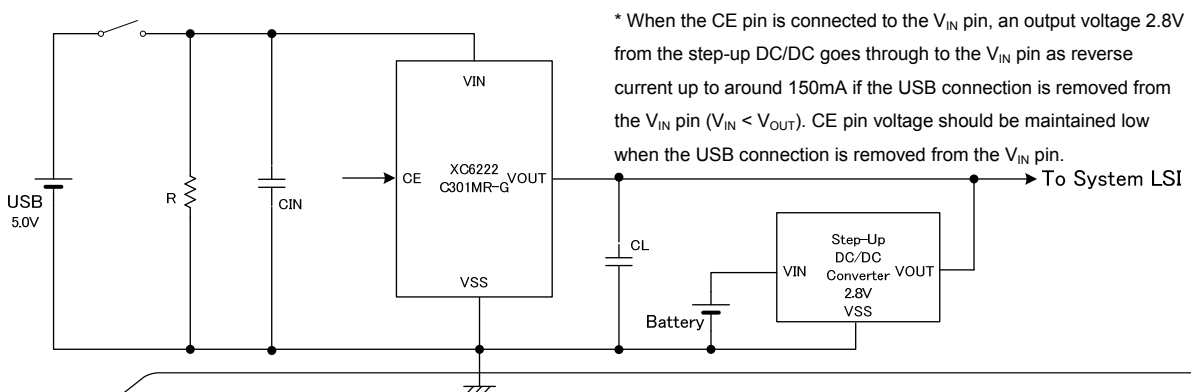 * When the CE pin is connected to the VIN pin, an output voltage 2.8V
from the step-up DC/DC goes through to the VIN pin as reverse
current up to around 150mA if the USB connection is removed from
the VIN pin (VIN < VOUT). CE pin voltage should be maintained low
when the USB connection is removed from the VIN pin.
VIN
CE
XC6222
C301MR-G
VOUT
VSS
To System LSI
USB
5.0V
R
CIN
CL
Step-Up
DC/DC
Converter
2.8V
VIN
VOUT
VSS
Battery